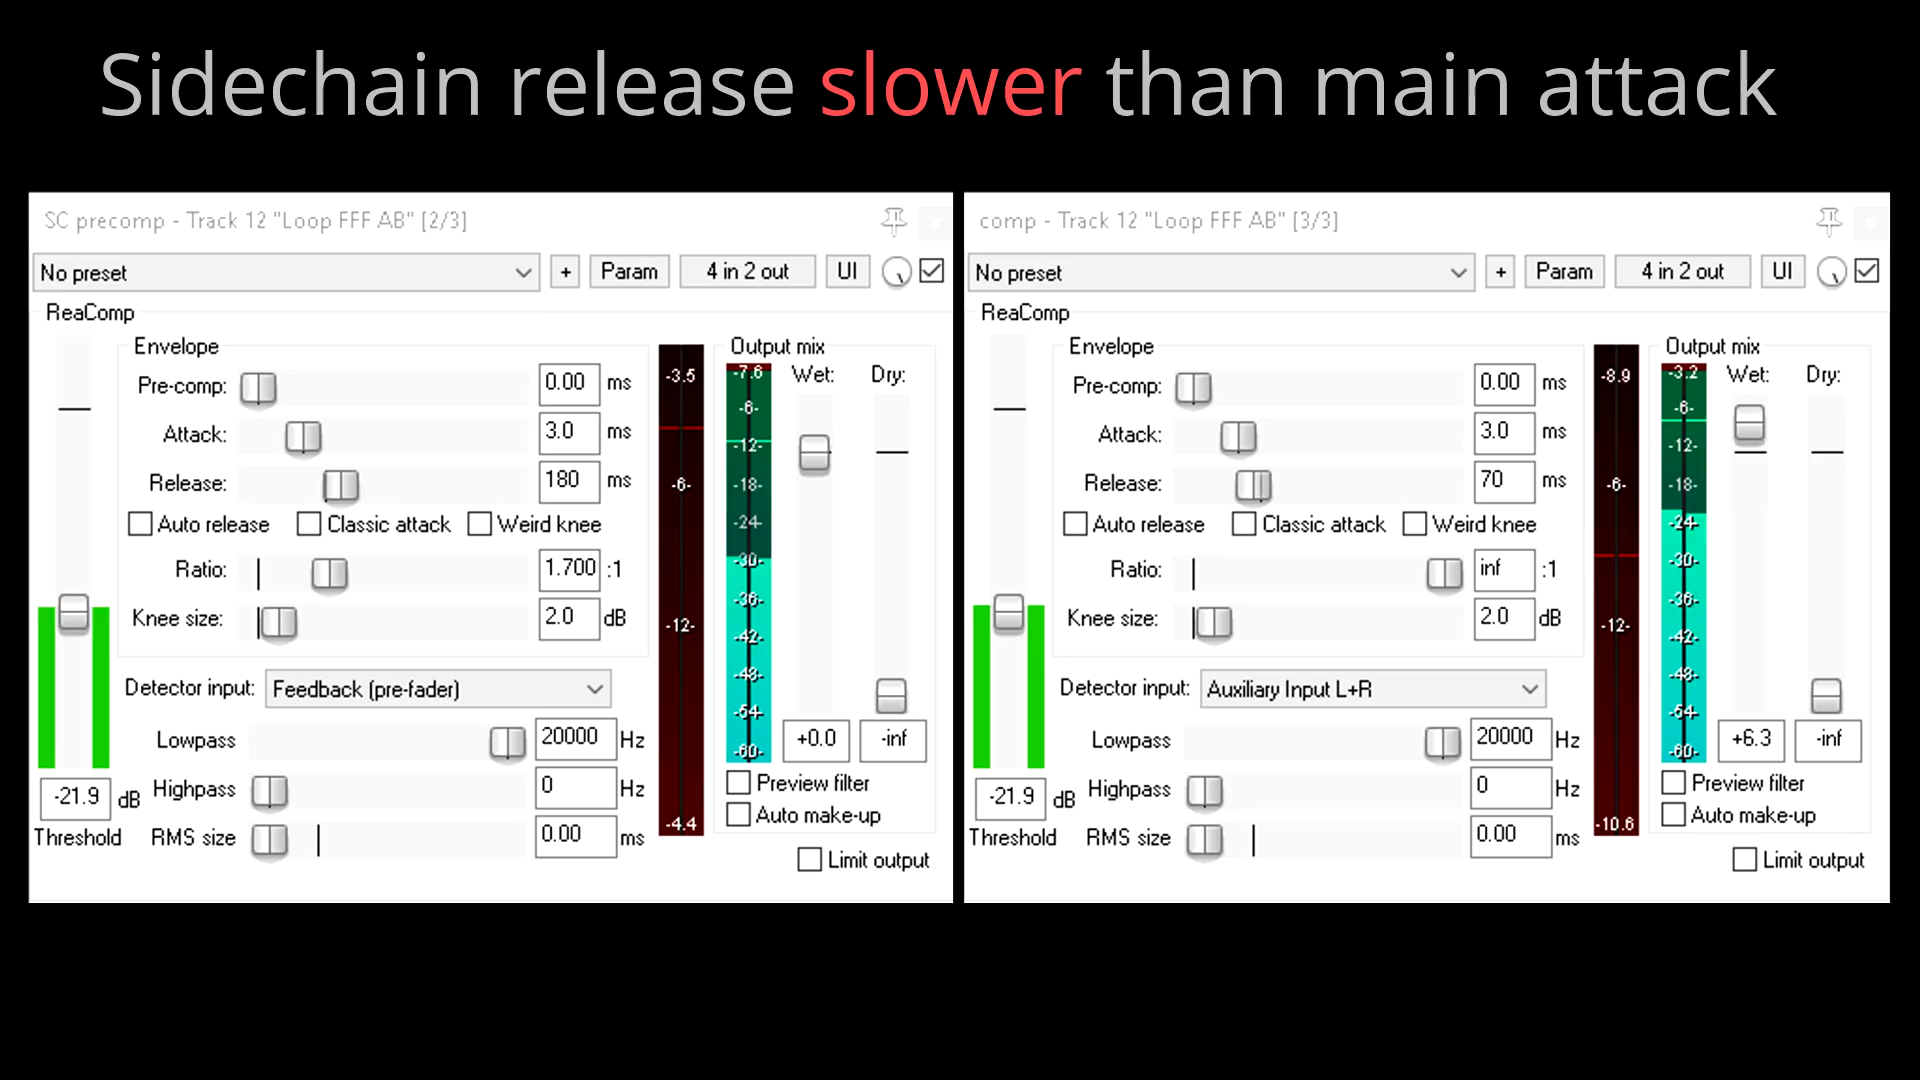 Sidechain release slower than main attack
SC precomp - Track 12 "Loop FFF AB" [2/3]
No preset
+
Param
4 in 2 out
UI
ReaComp
Envelope
Pre-comp: 0.00 ms
Attack: 3.0 ms
Release: 180 ms
Auto release
Classic attack
Weird knee
Ratio: 1.700 :1
Knee size: 2.0 dB
Detector input: Feedback (pre-fader)
Lowpass 20000 Hz
Highpass 0 Hz
RMS size 0.00 ms
-21.9 dB
Threshold
-3.5
-6-
-12-
-4.4
Output mix
-7.6
-6-
-12-
-18-
-24-
-30-
-36-
-42-
-48-
-54-
-60-
Wet:
Dry:
+0.0
-inf
Preview filter
Auto make-up
Limit output
comp - Track 12 "Loop FFF AB" [3/3]
No preset
+
Param
4 in 2 out
UI
ReaComp
Envelope
Pre-comp: 0.00 ms
Attack: 3.0 ms
Release: 70 ms
Auto release
Classic attack
Weird knee
Ratio: inf :1
Knee size: 2.0 dB
Detector input: Auxiliary Input L+R
Lowpass 20000 Hz
Highpass 0 Hz
RMS size 0.00 ms
-21.9 dB
Threshold
-8.9
-6-
-12-
-10.6
Output mix
-3.2
-6-
-12-
-18-
-24-
-30-
-36-
-42-
-48-
-54-
-60-
Wet:
Dry:
+6.3
-inf
Preview filter
Auto make-up
Limit output